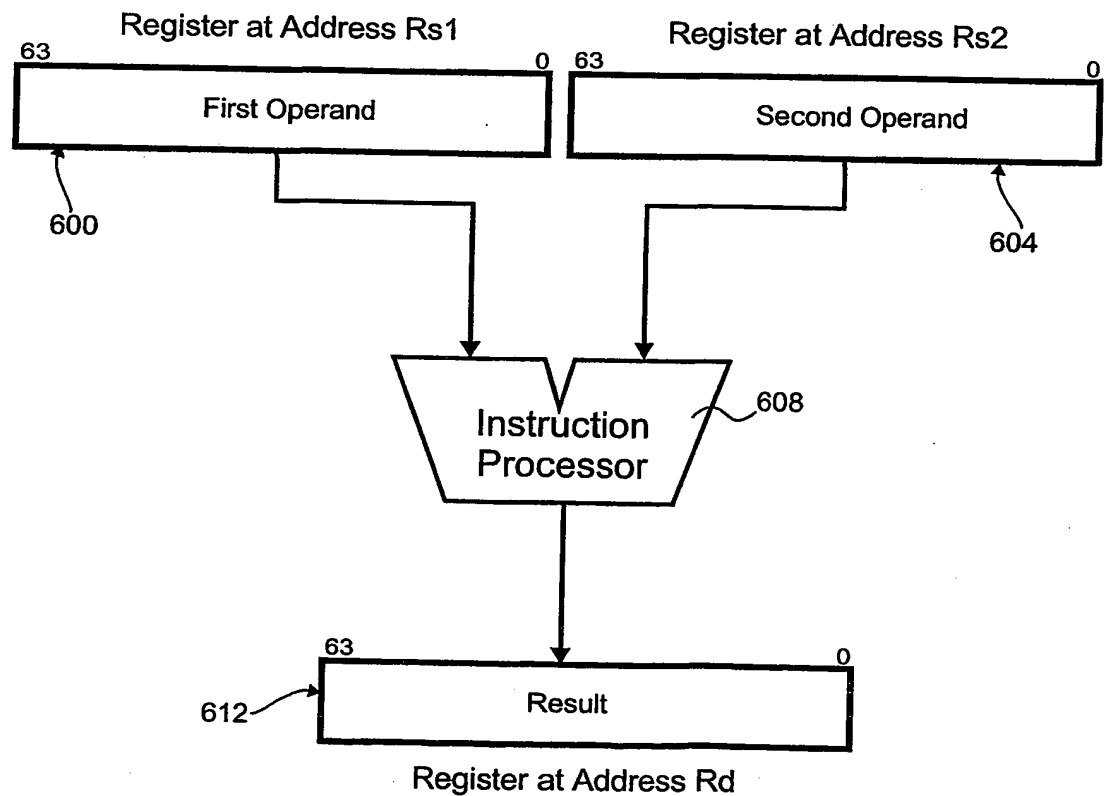 Register at Address Rs1
Register at Address Rs2
63
0
63
0
First Operand
Second Operand
600
604
608
Instruction
Processor
63
0
612
Result
Register at Address Rd